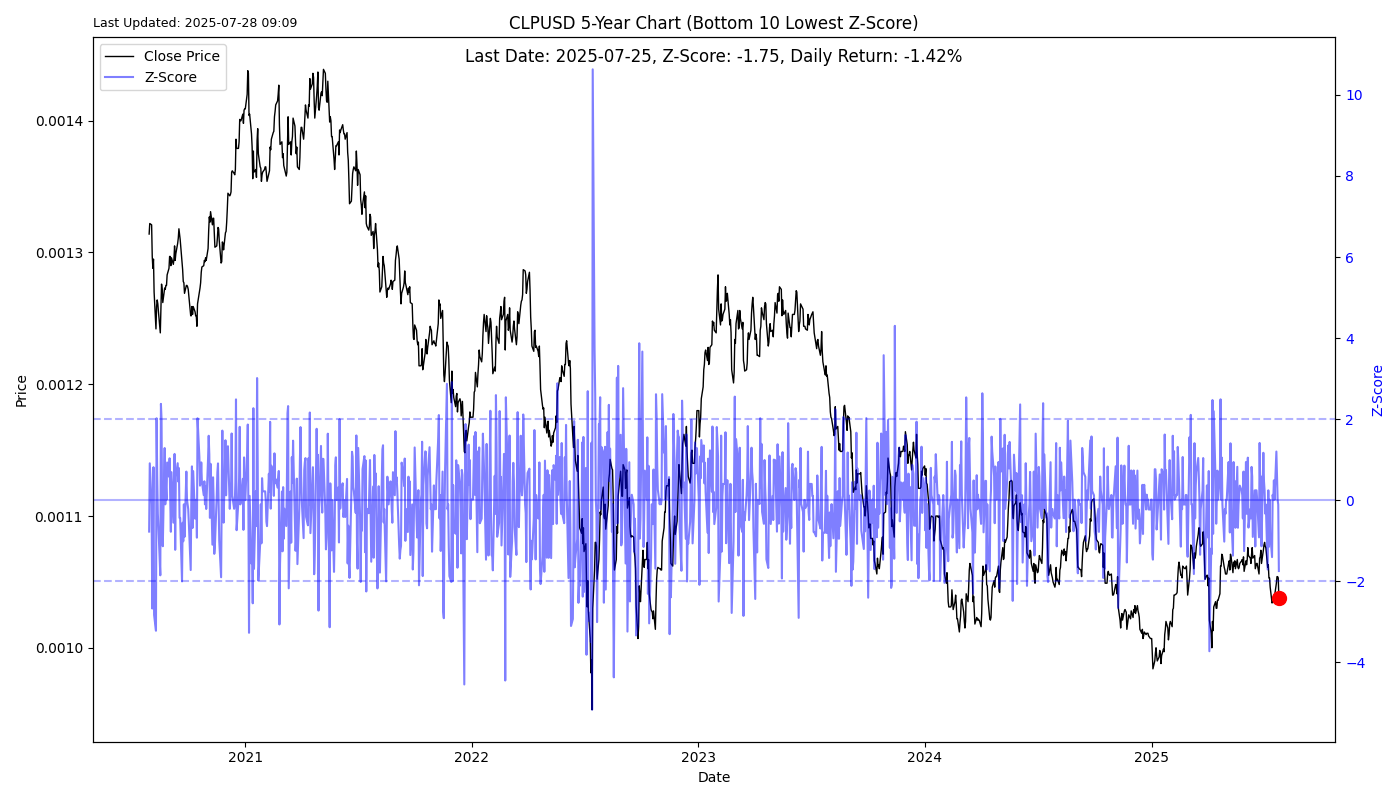 Last Updated: 2025-07-28 09:09
CLPUSD 5-Year Chart (Bottom 10 Lowest Z-Score)
Last Date: 2025-07-25, Z-Score: -1.75, Daily Return: -1.42%
Close Price
Z-Score
0.0014
0.0013
0.0012
0.0011
0.0010
Price
10
8
6
4
2
0
−2
−4
Z-Score
2021
2022
2023
2024
2025
Date